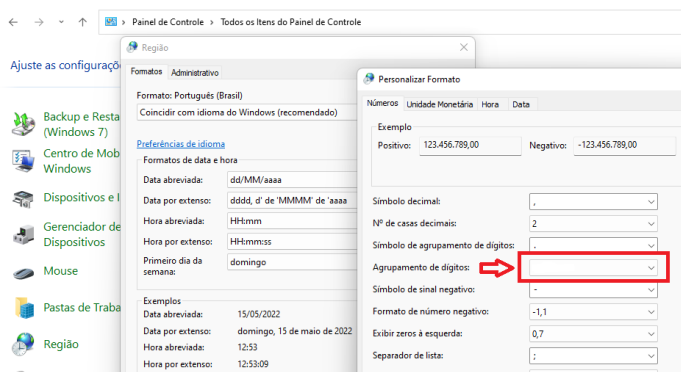 Painel de Controle > Todos os Itens do Painel de Controle
Ajuste as configuraçõ
Backup e Resta
(Windows 7)
Centro de Mob
Windows
Dispositivos e I
Gerenciador de
Dispositivos
Mouse
Pastas de Traba
Região
Região
Formatos Administrativo
Formato: Português (Brasil)
Coincidir com idioma do Windows (recomendado)
Preferências de idioma
Formatos de data e hora
Data abreviada: dd/MM/aaaa
Data por extenso: dddd, d' de 'MMMM' de 'aaaa
Hora abreviada: HH:mm
Hora por extenso: HH:mm:ss
Primeiro dia da domingo
semana:
Exemplos
Data abreviada: 15/05/2022
Data por extenso: domingo, 15 de maio de 2022
Hora abreviada: 12:53
Hora por extenso: 12:53:09
Personalizar Formato
Números Unidade Monetária Hora Data
Exemplo
Positivo: 123.456.789,00 Negativo: -123.456.789,00
Símbolo decimal: ,
Nº de casas decimais: 2
Símbolo de agrupamento de dígitos: .
Agrupamento de dígitos:
Símbolo de sinal negativo: -
Formato de número negativo: -1,1
Exibir zeros à esquerda: 0,7
Separador de lista: ;